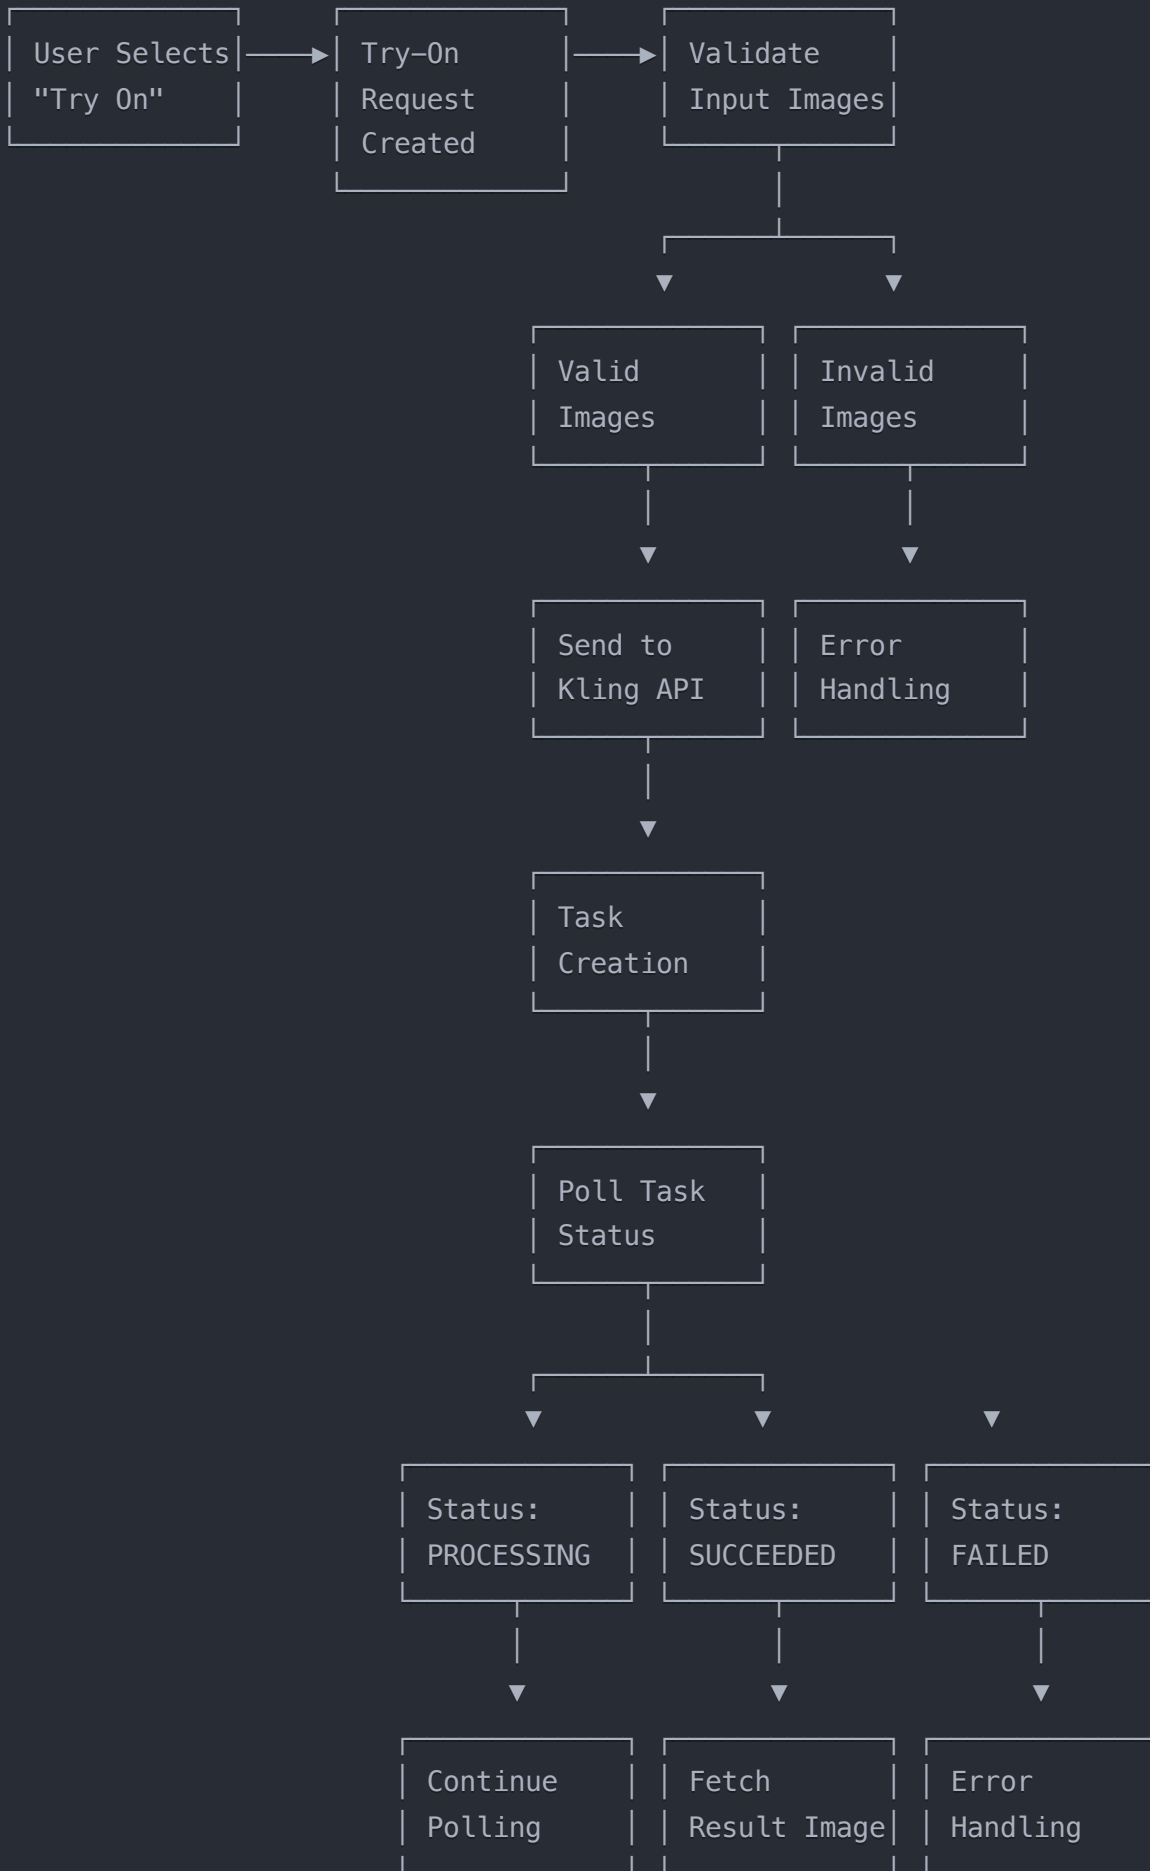 User Selects
"Try On"
Try-On
Request
Created
Validate
Input Images
Valid
Images
Invalid
Images
Send to
Kling API
Error
Handling
Task
Creation
Poll Task
Status
Status:
PROCESSING
Status:
SUCCEEDED
Status:
FAILED
Continue
Polling
Fetch
Result Image
Error
Handling